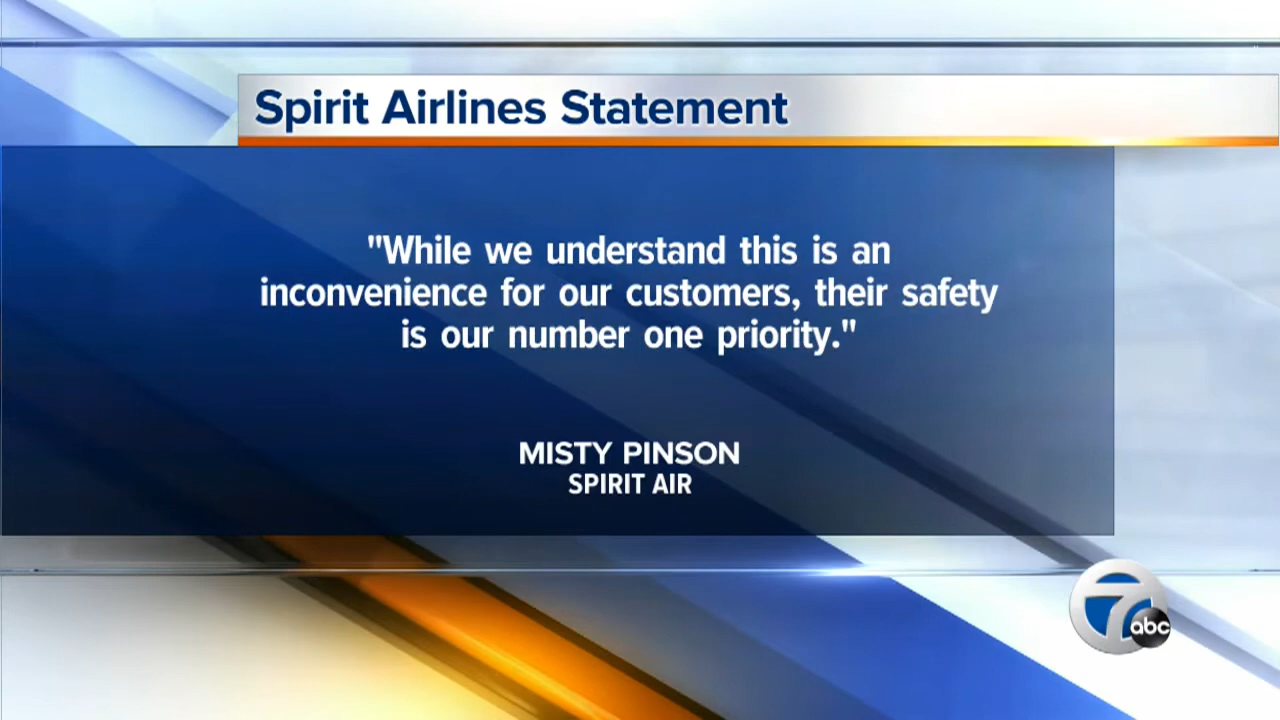 Spirit Airlines Statement
"While we understand this is an
inconvenience for our customers, their safety
is our number one priority."
MISTY PINSON
SPIRIT AIR
7
abc